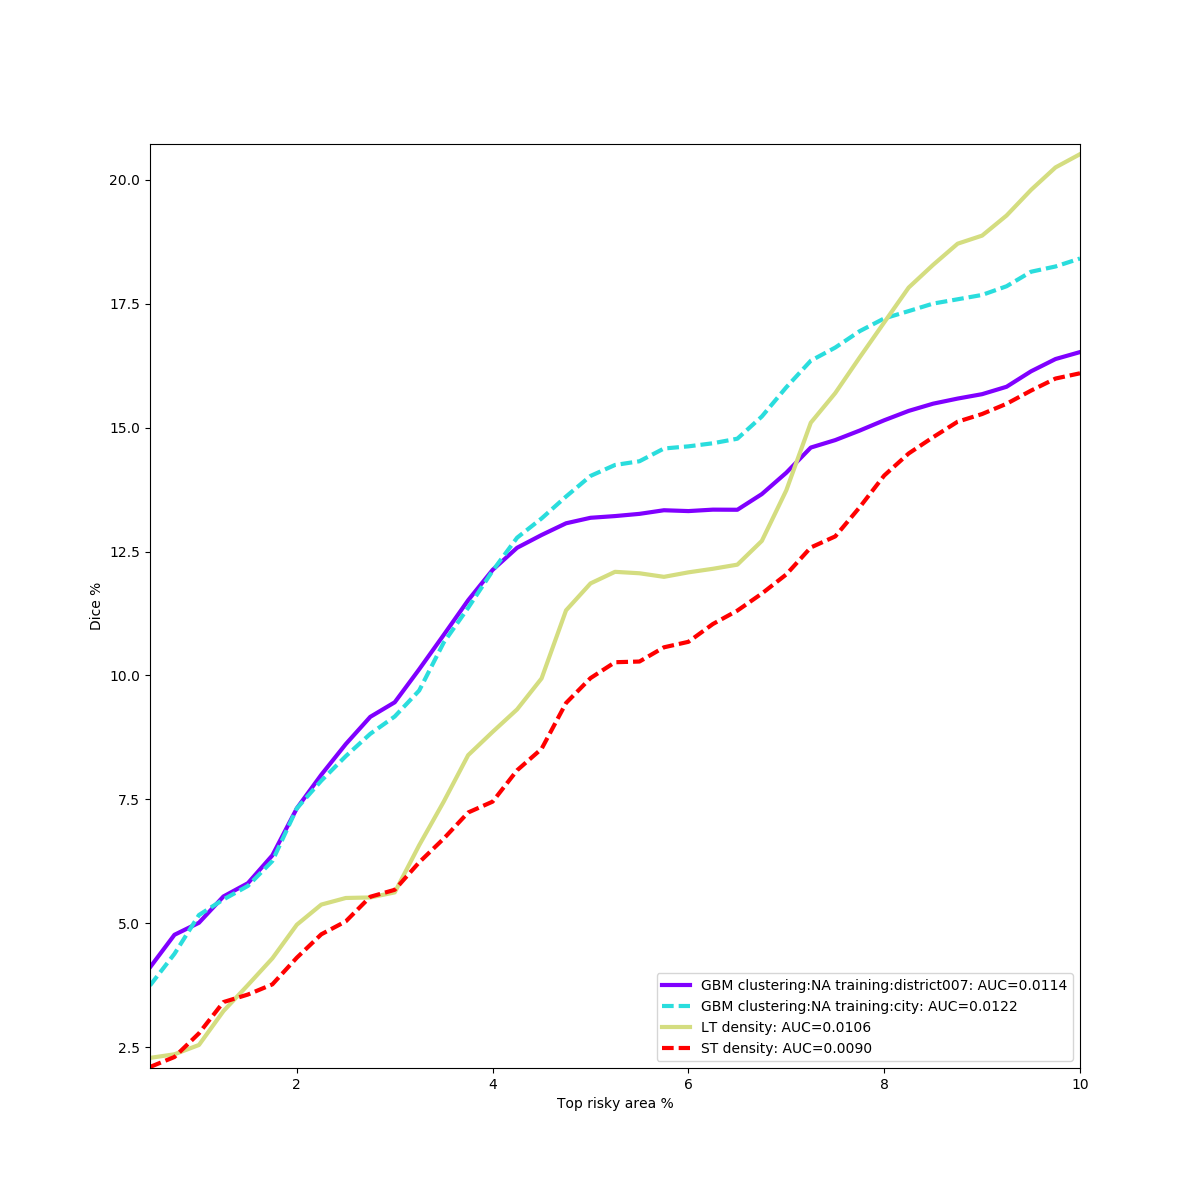 20.0
17.5
15.0
12.5
10.0
7.5
5.0
2.5
Dice %
2 4 6 8 10
Top risky area %
GBM clustering:NA training:district007: AUC=0.0114
GBM clustering:NA training:city: AUC=0.0122
LT density: AUC=0.0106
ST density: AUC=0.0090